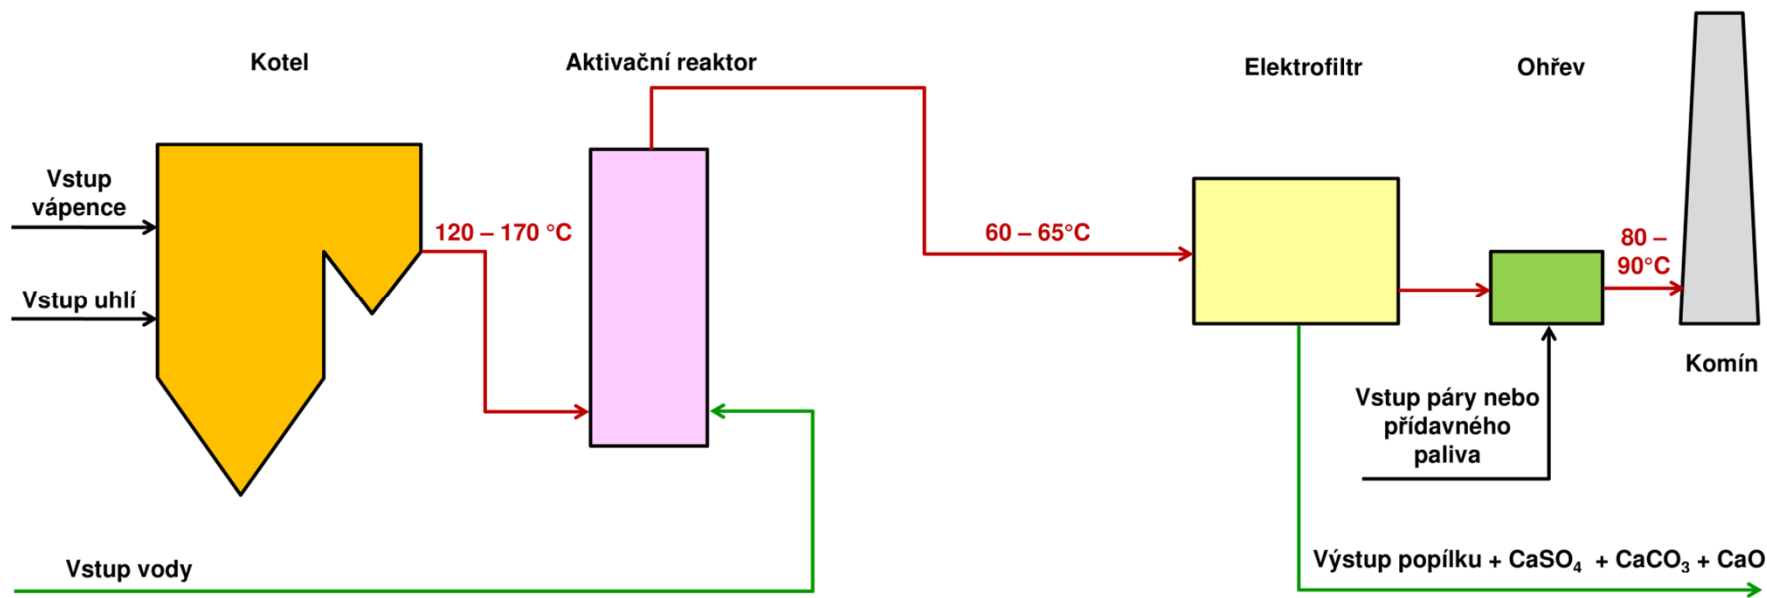 Kotel
Aktivační reaktor
Elektrofiltr
Ohřev
Vstup
vápence
120 – 170 °C
60 – 65°C
80 –
90°C
Vstup uhlí
Komín
Vstup páry nebo
přídavného
paliva
Vstup vody
Výstup popílku + CaSO₄ + CaCO₃ + CaO